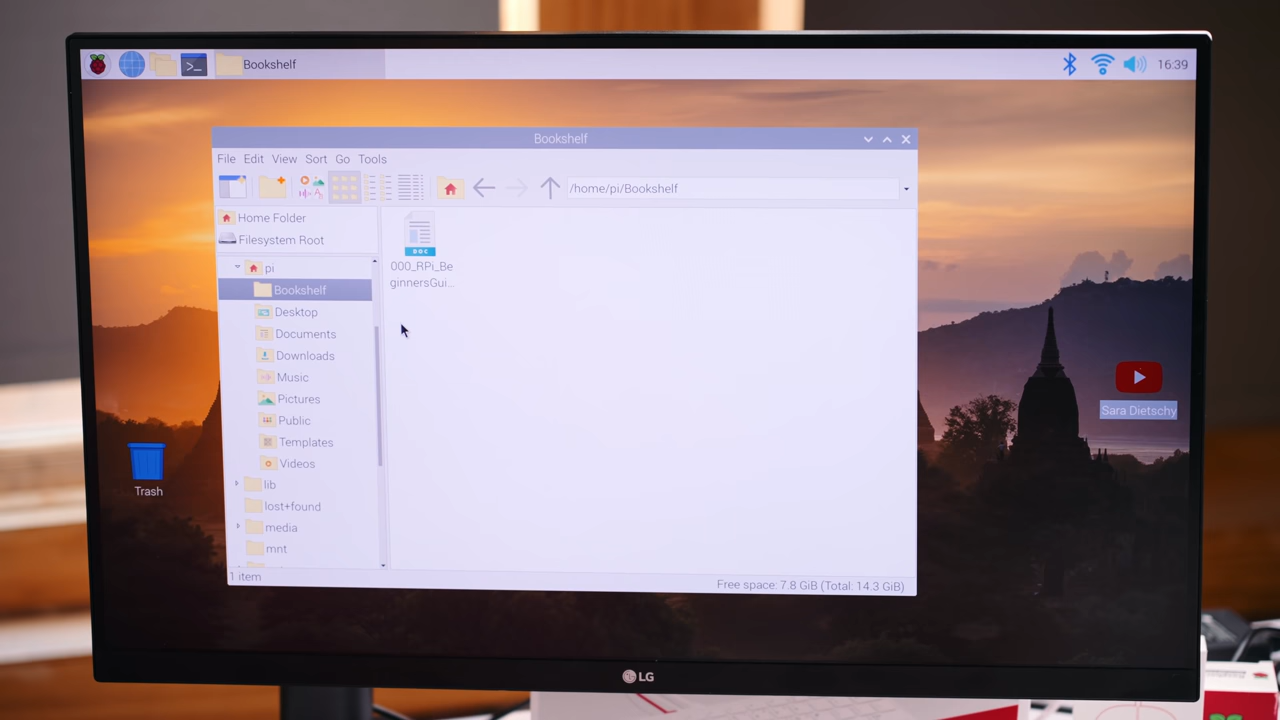 Bookshelf
16:39
Bookshelf
File Edit View Sort Go Tools
/home/pi/Bookshelf
Home Folder
Filesystem Root
pi
Bookshelf
Desktop
Documents
Downloads
Music
Pictures
Public
Templates
Videos
lib
lost+found
media
mnt
DOC
000_RPi_Be
ginnersGui...
1 item
Free space: 7.8 GiB (Total: 14.3 GiB)
Trash
Sara Dietschy
LG